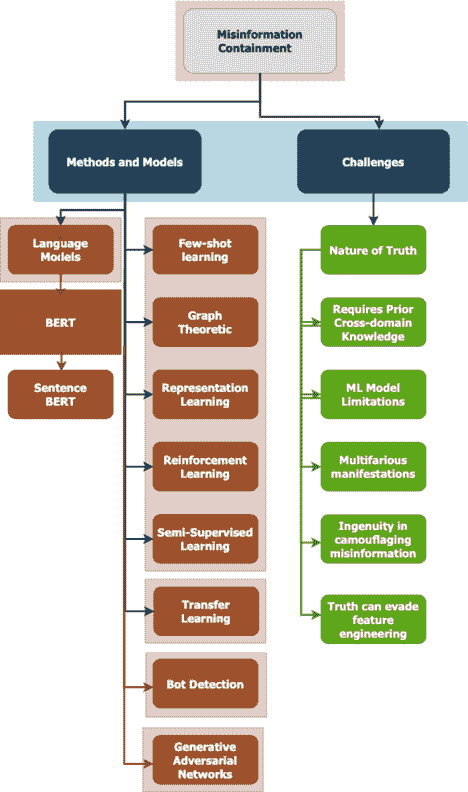 Misinformation
Containment
Methods and Models
Challenges
Language
Models
BERT
Sentence
BERT
Few-shot
learning
Graph
Theoretic
Representation
Learning
Reinforcement
Learning
Semi-Supervised
Learning
Transfer
Learning
Bot Detection
Generative
Adversarial
Networks
Nature of Truth
Requires Prior
Cross-domain
Knowledge
ML Model
Limitations
Multifarious
manifestations
Ingenuity in
camouflaging
misinformation
Truth can evade
feature
engineering